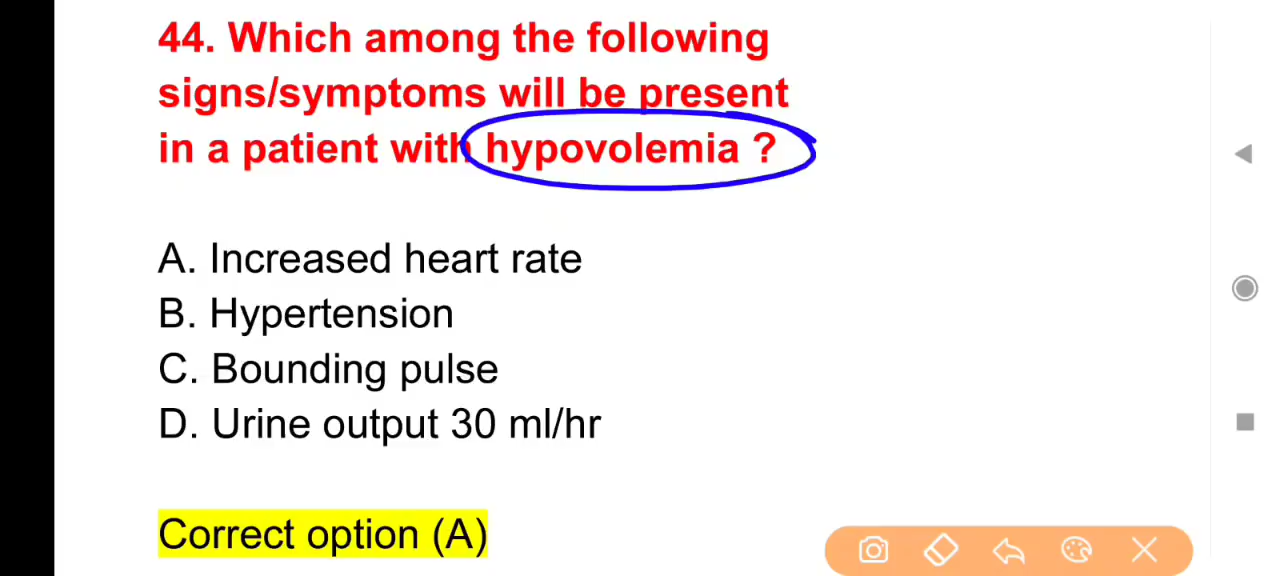 44. Which among the following
signs/symptoms will be present
in a patient with hypovolemia ?
A. Increased heart rate
B. Hypertension
C. Bounding pulse
D. Urine output 30 ml/hr
Correct option (A)